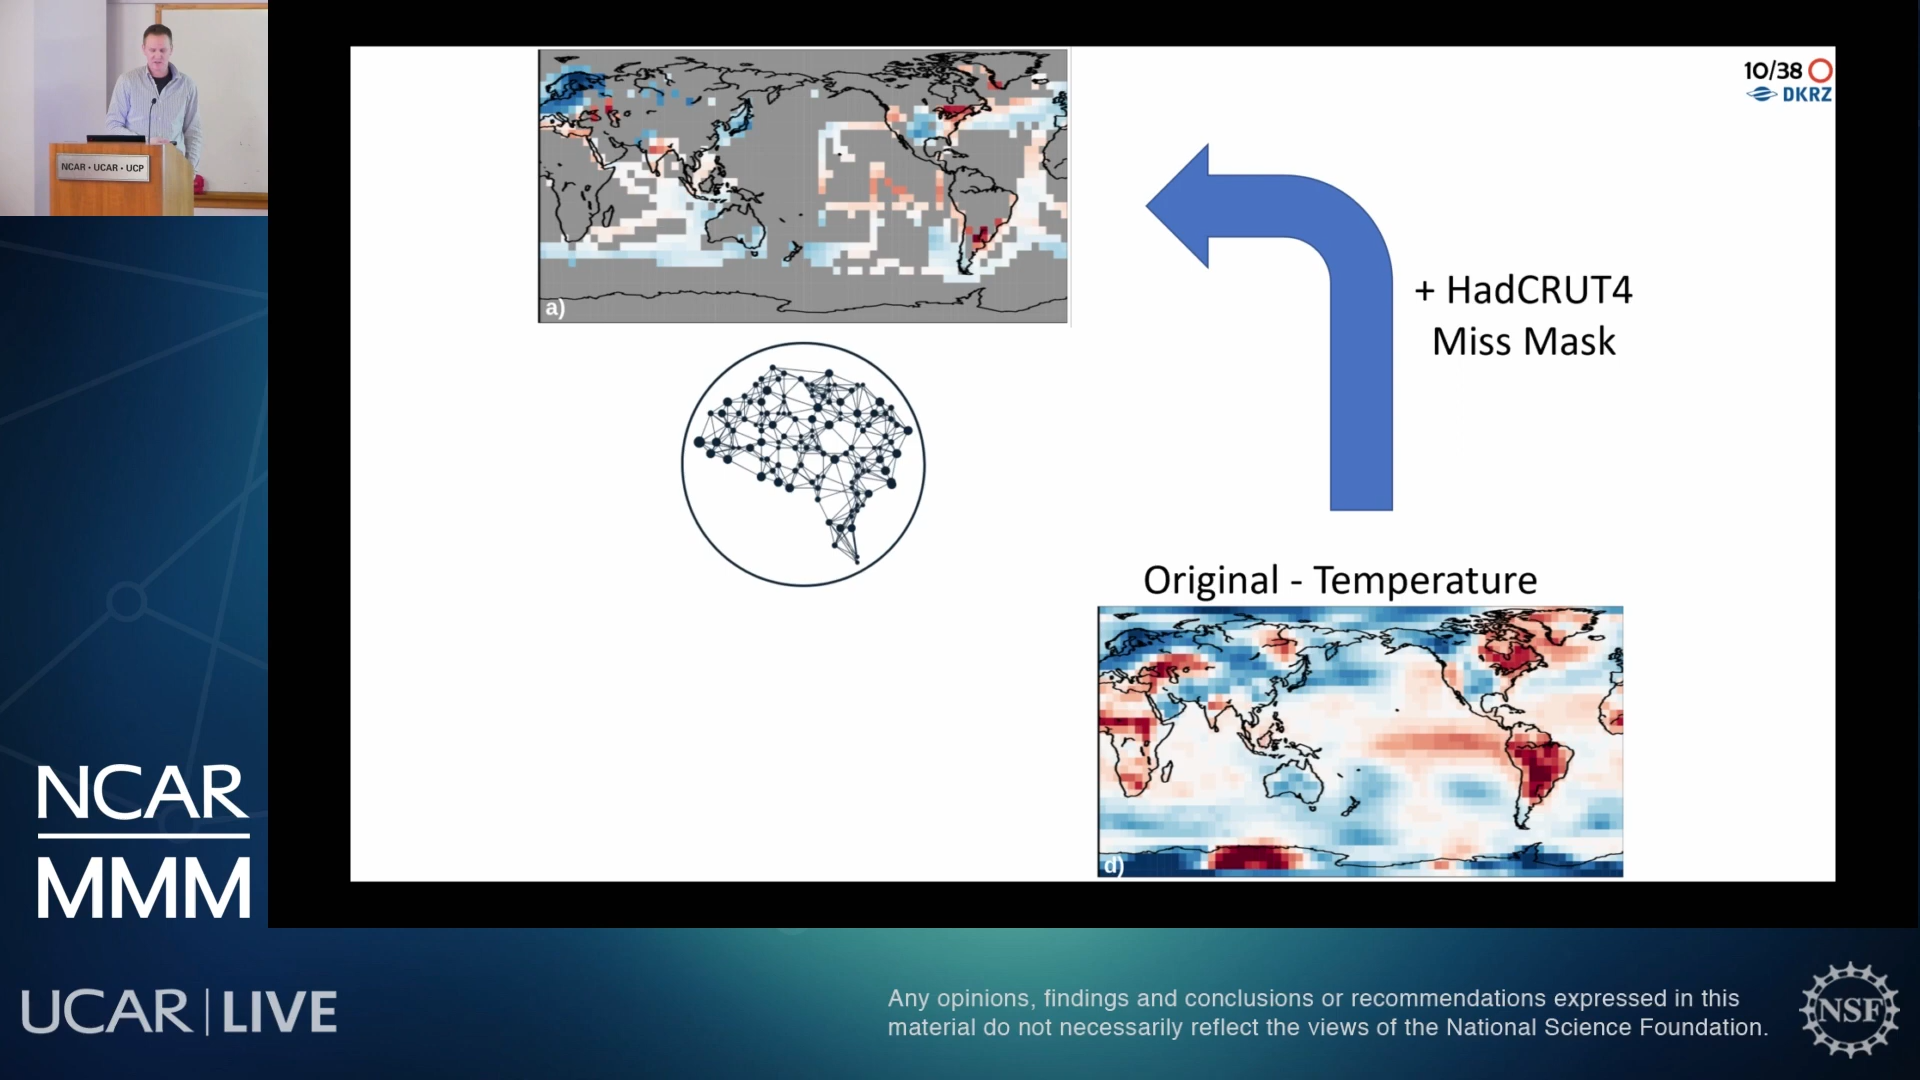 NCAR • UCAR • UCP
a)
10/38
DKRZ
+ HadCRUT4
Miss Mask
Original - Temperature
d)
NCAR
MMM
UCAR | LIVE
Any opinions, findings and conclusions or recommendations expressed in this
material do not necessarily reflect the views of the National Science Foundation.
NSF